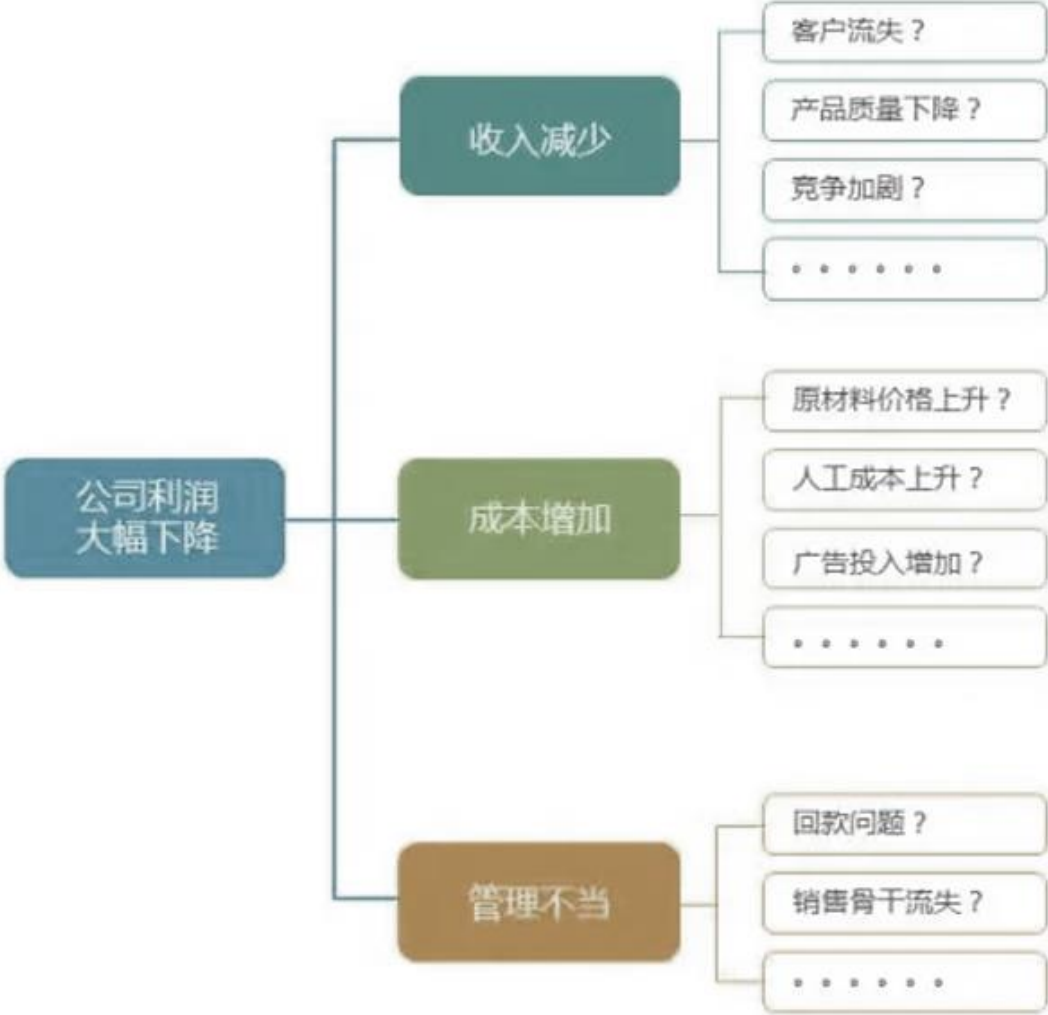 公司利润
大幅下降
收入减少
客户流失？
产品质量下降？
竞争加剧？
。。。。。。
成本增加
原材料价格上升？
人工成本上升？
广告投入增加？
。。。。。。
管理不当
回款问题？
销售骨干流失？
。。。。。。